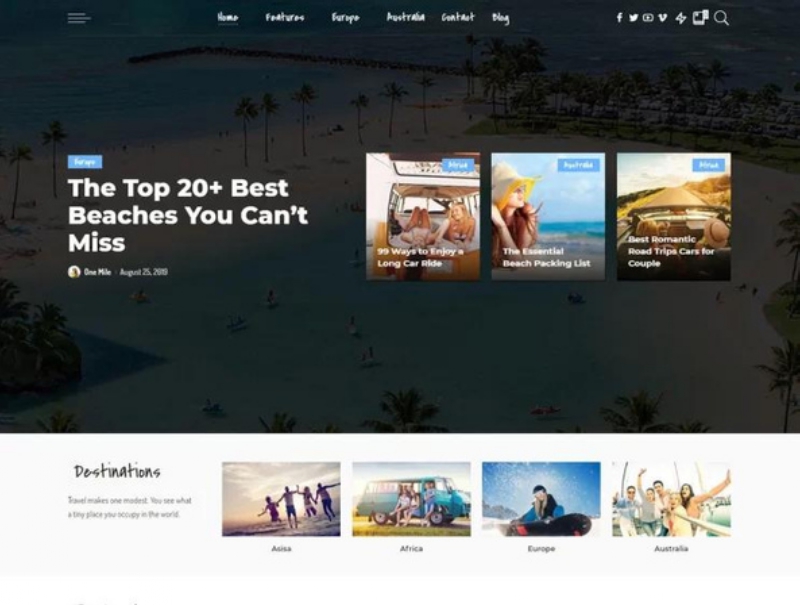 Home Features Europe Australia Contact Blog
Europe
The Top 20+ Best
Beaches You Can't
Miss
One Mile August 25, 2019
Africa
99 Ways to Enjoy a
Long Car Ride
Australia
The Essential
Beach Packing List
Africa
Best Romantic
Road Trips Cars for
Couple
Destinations
Travel makes one modest. You see what
a tiny place you occupy in the world.
Asisa
Africa
Europe
Australia